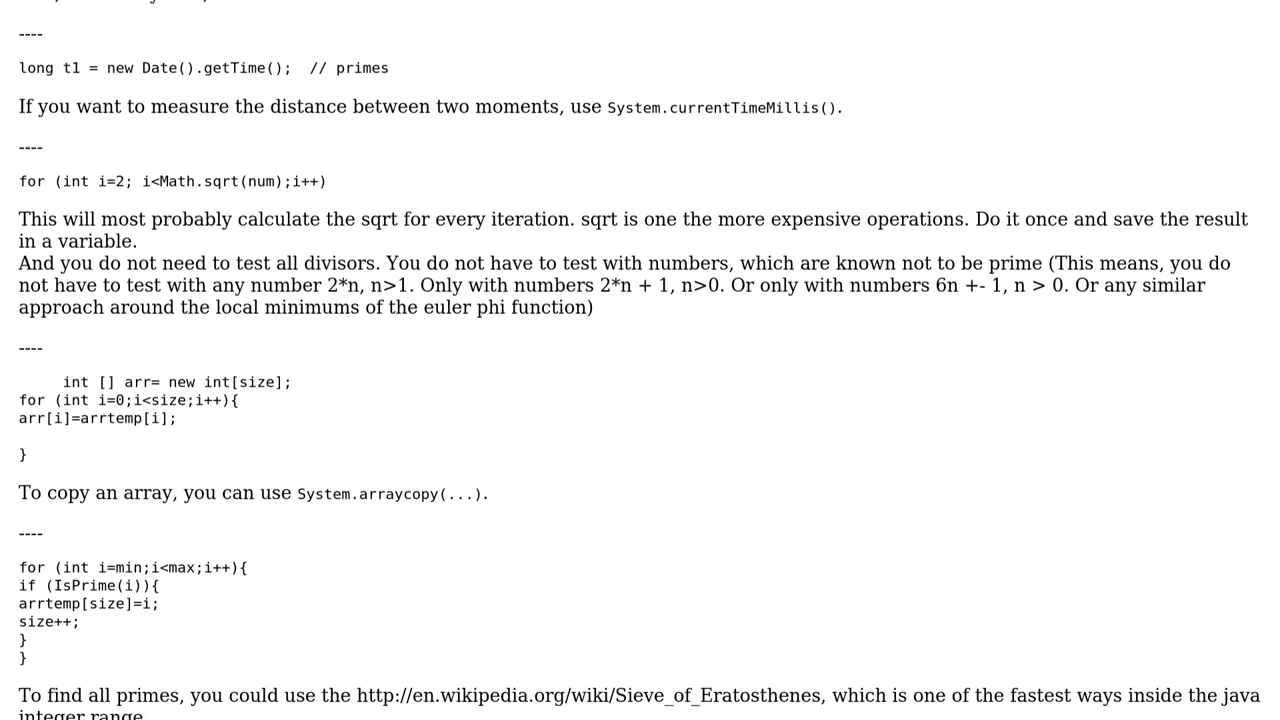 ----
long t1 = new Date().getTime();  // primes
If you want to measure the distance between two moments, use System.currentTimeMillis().
----
for (int i=2; i<Math.sqrt(num);i++)
This will most probably calculate the sqrt for every iteration. sqrt is one the more expensive operations. Do it once and save the result
in a variable.
And you do not need to test all divisors. You do not have to test with numbers, which are known not to be prime (This means, you do
not have to test with any number 2*n, n>1. Only with numbers 2*n + 1, n>0. Or only with numbers 6n +- 1, n > 0. Or any similar
approach around the local minimums of the euler phi function)
----
     int [] arr= new int[size];
for (int i=0;i<size;i++){
arr[i]=arrtemp[i];
}
To copy an array, you can use System.arraycopy(...).
----
for (int i=min;i<max;i++){
if (IsPrime(i)){
arrtemp[size]=i;
size++;
}
}
To find all primes, you could use the http://en.wikipedia.org/wiki/Sieve_of_Eratosthenes, which is one of the fastest ways inside the java
integer range.